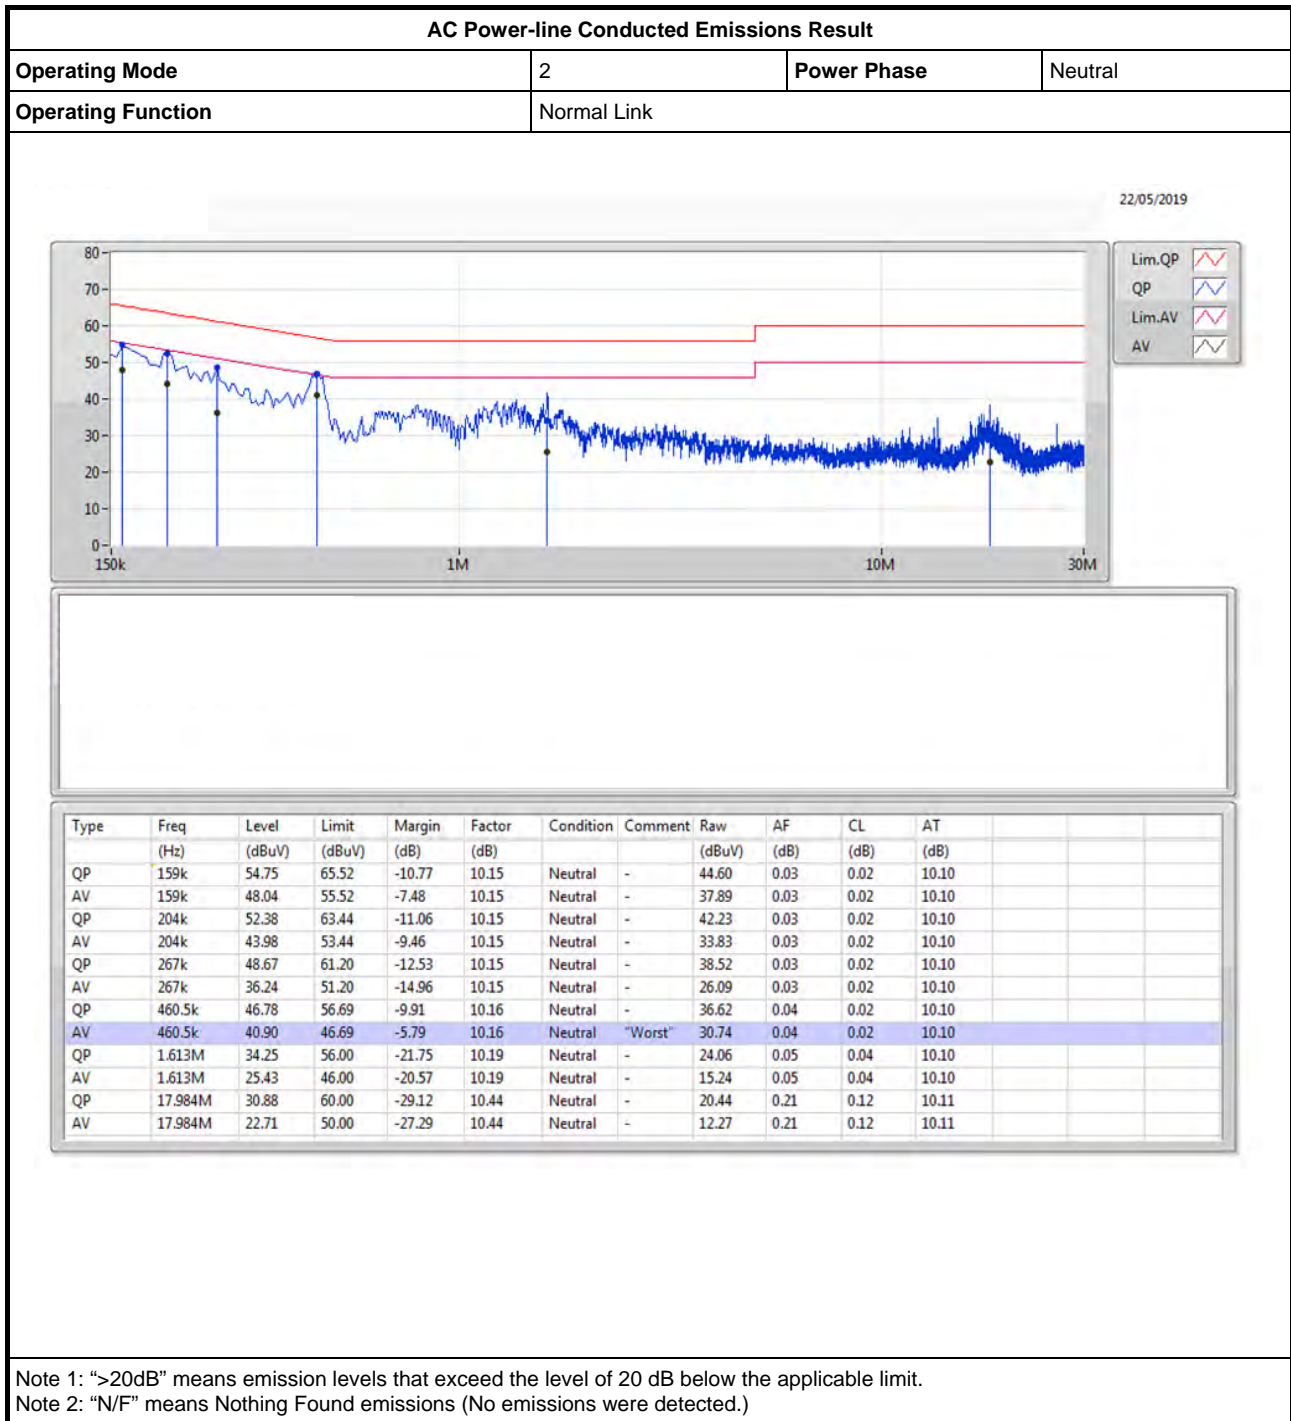 AC Power-line Conducted Emissions Result
Operating Mode 2 Power Phase Neutral
Operating Function Normal Link
22/05/2019
80
70
60
50
40
30
20
10
0
150k 1M 10M 30M
Lim.QP
QP
Lim.AV
AV
Type Freq Level Limit Margin Factor Condition Comment Raw AF CL AT
(Hz) (dBuV) (dBuV) (dB) (dB) (dBuV) (dB) (dB) (dB)
QP 159k 54.75 65.52 -10.77 10.15 Neutral - 44.60 0.03 0.02 10.10
AV 159k 48.04 55.52 -7.48 10.15 Neutral - 37.89 0.03 0.02 10.10
QP 204k 52.38 63.44 -11.06 10.15 Neutral - 42.23 0.03 0.02 10.10
AV 204k 43.98 53.44 -9.46 10.15 Neutral - 33.83 0.03 0.02 10.10
QP 267k 48.67 61.20 -12.53 10.15 Neutral - 38.52 0.03 0.02 10.10
AV 267k 36.24 51.20 -14.96 10.15 Neutral - 26.09 0.03 0.02 10.10
QP 460.5k 46.78 56.69 -9.91 10.16 Neutral - 36.62 0.04 0.02 10.10
AV 460.5k 40.90 46.69 -5.79 10.16 Neutral "Worst" 30.74 0.04 0.02 10.10
QP 1.613M 34.25 56.00 -21.75 10.19 Neutral - 24.06 0.05 0.04 10.10
AV 1.613M 25.43 46.00 -20.57 10.19 Neutral - 15.24 0.05 0.04 10.10
QP 17.984M 30.88 60.00 -29.12 10.44 Neutral - 20.44 0.21 0.12 10.11
AV 17.984M 22.71 50.00 -27.29 10.44 Neutral - 12.27 0.21 0.12 10.11
Note 1: “>20dB” means emission levels that exceed the level of 20 dB below the applicable limit.
Note 2: “N/F” means Nothing Found emissions (No emissions were detected.)